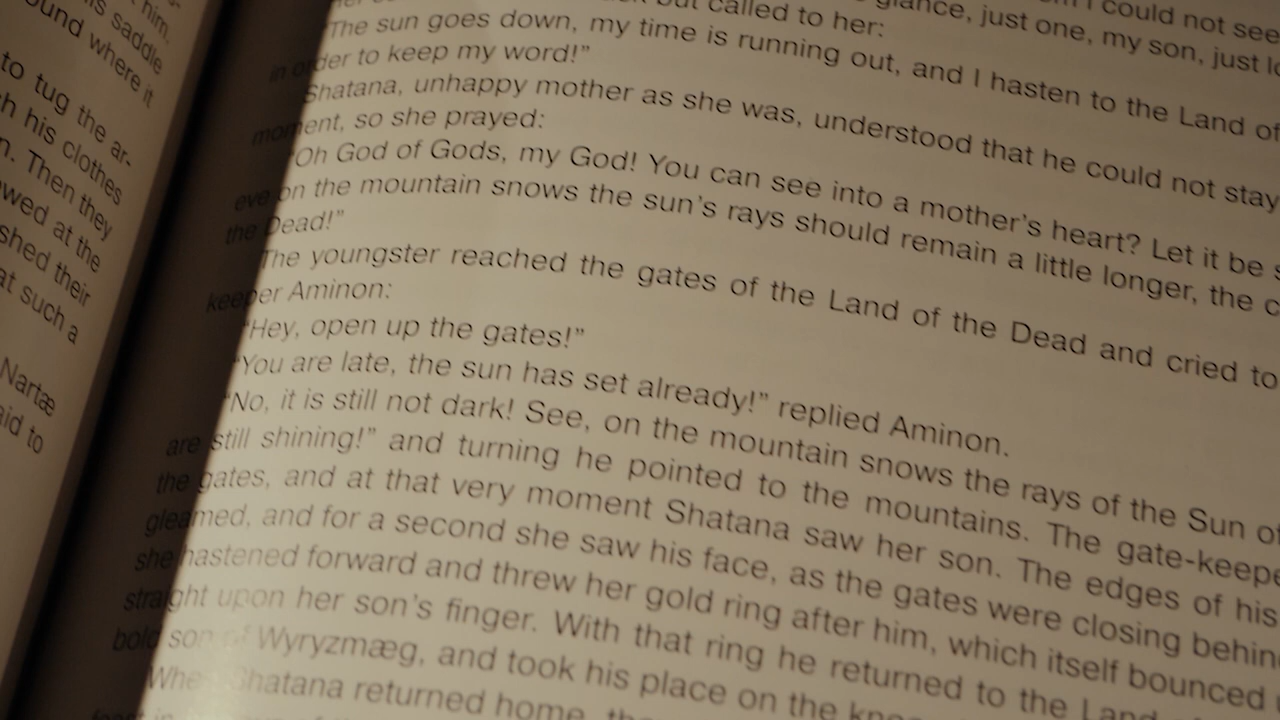 him.
his saddle
ound where it
to tug the ar-
h his clothes
n. Then they
wed at the
shed their
at such a
Nartæ
aid to
I could not see
but called to her:
glance, just one, my son, just
"The sun goes down, my time is running out, and I hasten to the Land of
in order to keep my word!"
Shatana, unhappy mother as she was, understood that he could not stay
moment, so she prayed:
"Oh God of Gods, my God! You can see into a mother's heart? Let it be
eve on the mountain snows the sun's rays should remain a little longer, the
the Dead!"
The youngster reached the gates of the Land of the Dead and cried to
keeper Aminon:
"Hey, open up the gates!"
"You are late, the sun has set already!" replied Aminon.
"No, it is still not dark! See, on the mountain snows the rays of the Sun of
are still shining!" and turning he pointed to the mountains. The gate-keepe
the gates, and at that very moment Shatana saw her son. The edges of his
gleamed, and for a second she saw his face, as the gates were closing behin
she hastened forward and threw her gold ring after him, which itself bounced
straight upon her son's finger. With that ring he returned to the Land
bold son of Wyryzmæg, and took his place on the
When Shatana returned home,